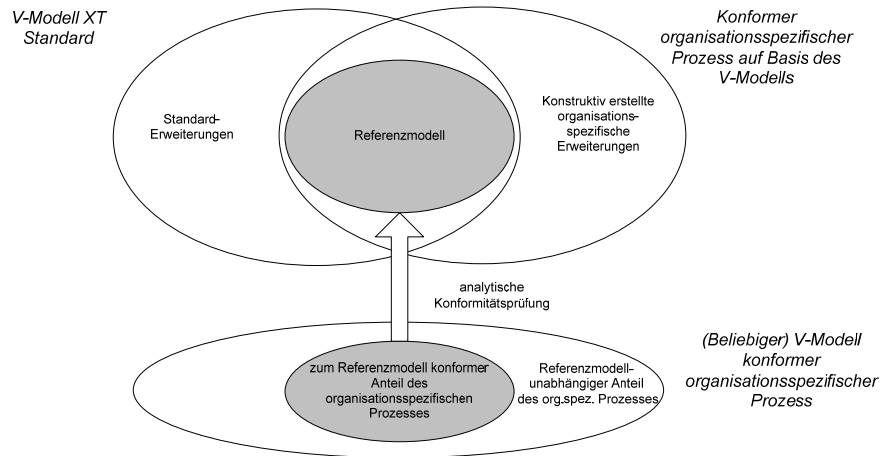 V-Modell XT
Standard
Konformer
organisationsspezifischer
Prozess auf Basis des
V-Modells
Standard-
Erweiterungen
Referenzmodell
Konstruktiv erstellte
organisations-
spezifische
Erweiterungen
analytische
Konformitätsprüfung
zum Referenzmodell konformer
Anteil des
organisationsspezifischen
Prozesses
Referenzmodell-
unabhängiger Anteil
des org.spez. Prozesses
(Beliebiger) V-Modell
konformer
organisationsspezifischer
Prozess